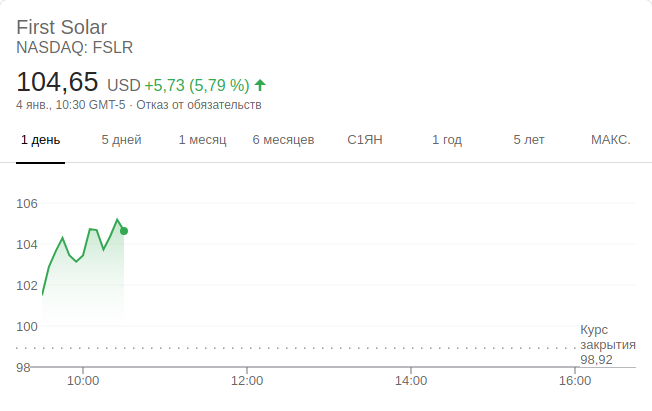 First Solar
NASDAQ: FSLR
104,65 USD +5,73 (5,79 %)
4 янв., 10:30 GMT-5 · Отказ от обязательств
1 день 5 дней 1 месяц 6 месяцев С1ЯН 1 год 5 лет МАКС.
106
104
102
100
Курс
закрытия
98,92
98
10:00 12:00 14:00 16:00